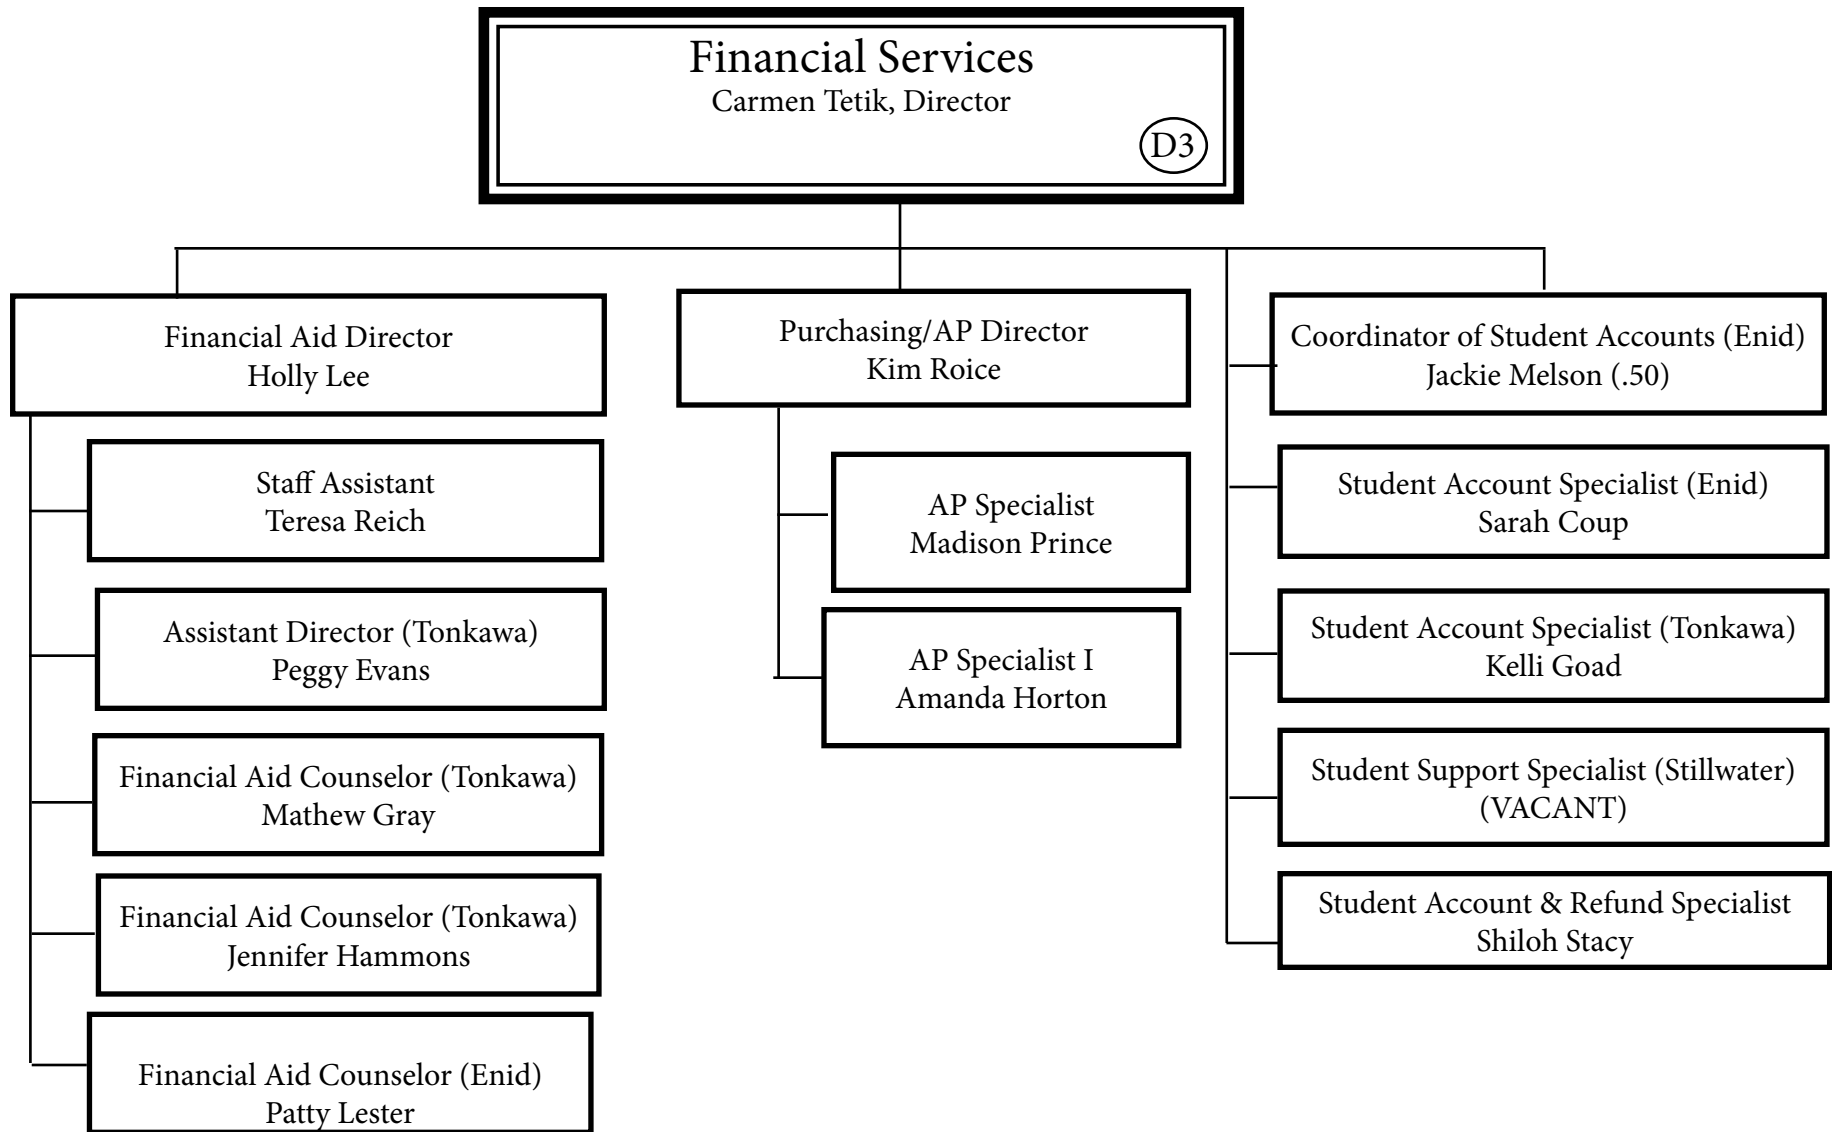 Financial Services
Carmen Tetik, Director
D3
Financial Aid Director
Holly Lee
Staff Assistant
Teresa Reich
Assistant Director (Tonkawa)
Peggy Evans
Financial Aid Counselor (Tonkawa)
Mathew Gray
Financial Aid Counselor (Tonkawa)
Jennifer Hammons
Financial Aid Counselor (Enid)
Patty Lester
Purchasing/AP Director
Kim Roice
AP Specialist
Madison Prince
AP Specialist I
Amanda Horton
Coordinator of Student Accounts (Enid)
Jackie Melson (.50)
Student Account Specialist (Enid)
Sarah Coup
Student Account Specialist (Tonkawa)
Kelli Goad
Student Support Specialist (Stillwater)
(VACANT)
Student Account & Refund Specialist
Shiloh Stacy